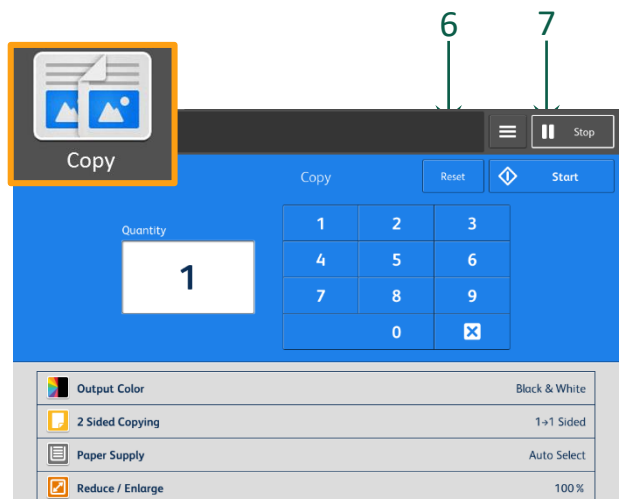 6 7
Copy
Stop
Copy Reset Start
Quantity
1
1 2 3
4 5 6
7 8 9
0
Output Color Black & White
2 Sided Copying 1→1 Sided
Paper Supply Auto Select
Reduce / Enlarge 100 %